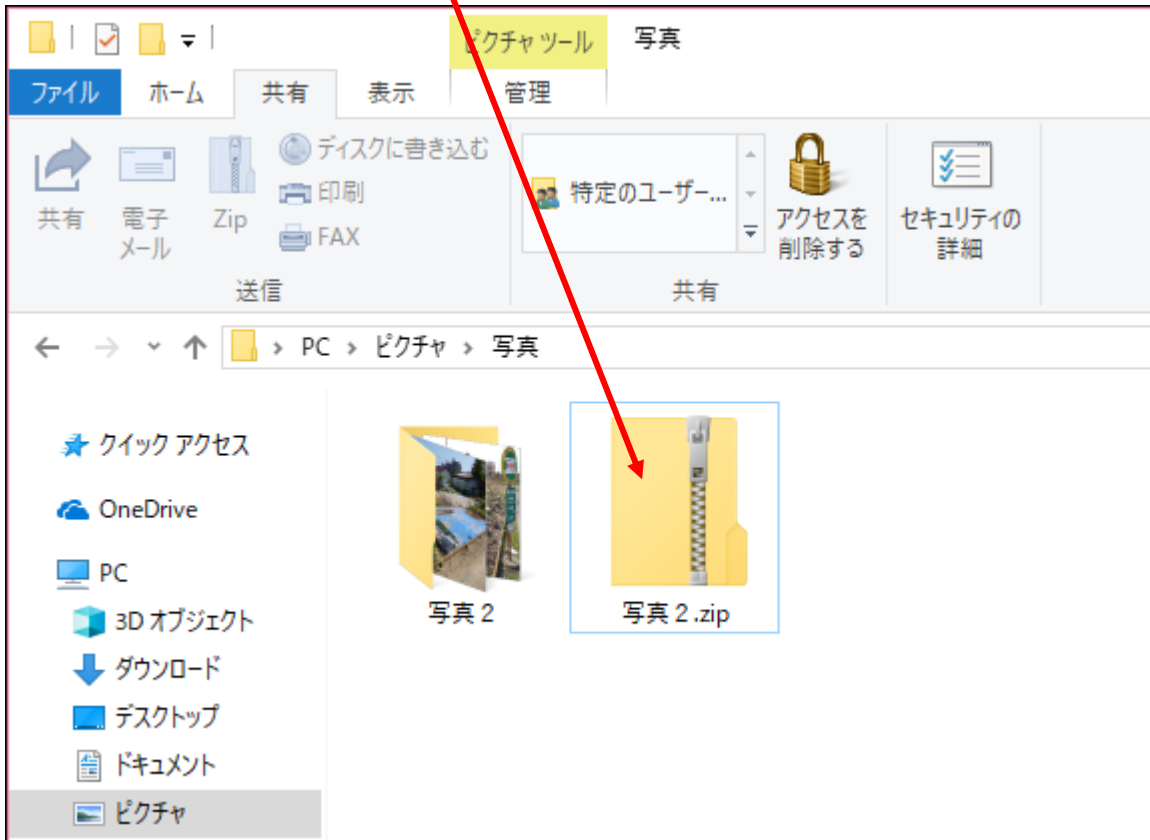 ピクチャ ツール
写真
ファイル
ホーム
共有
表示
管理
共有
電子
メール
Zip
ディスクに書き込む
印刷
FAX
送信
特定のユーザー...
アクセスを
削除する
共有
セキュリティの
詳細
PC > ピクチャ > 写真
クイック アクセス
OneDrive
PC
3D オブジェクト
ダウンロード
デスクトップ
ドキュメント
ピクチャ
写真２
写真２.zip